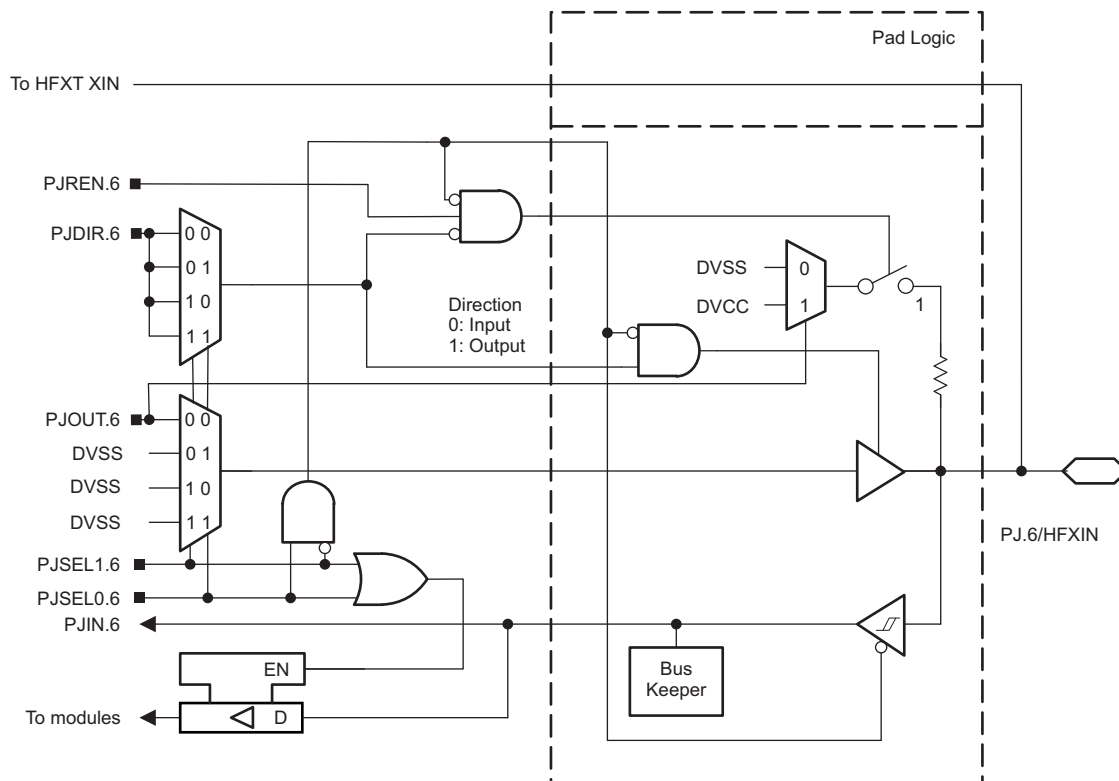 Pad Logic
To HFXT XIN
PJREN.6
PJDIR.6
0 0
0 1
1 0
1 1
DVSS
0
DVCC
1
1
Direction
0: Input
1: Output
PJOUT.6
0 0
DVSS
0 1
DVSS
1 0
DVSS
1 1
PJ.6/HFXIN
PJSEL1.6
PJSEL0.6
PJIN.6
EN
Bus
Keeper
To modules
D